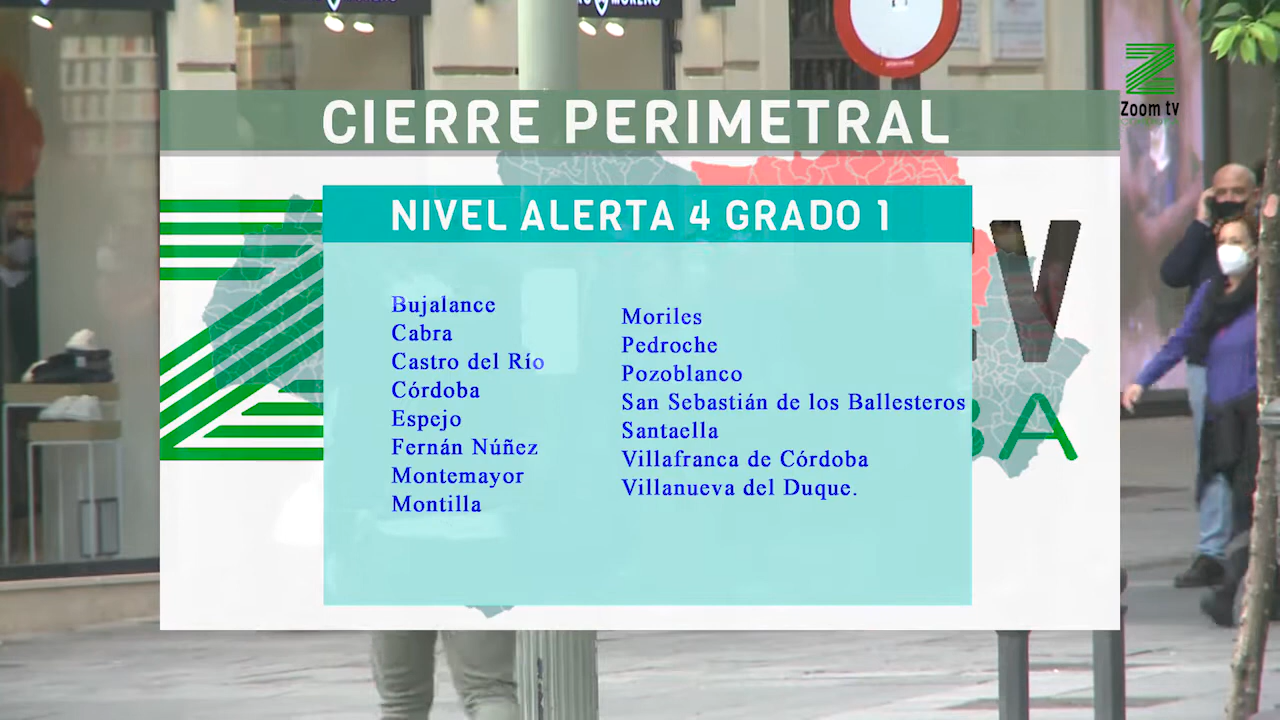 MORENO
Zoom tv
CIERRE PERIMETRAL
NIVEL ALERTA 4 GRADO 1
Bujalance
Cabra
Castro del Río
Córdoba
Espejo
Fernán Núñez
Montemayor
Montilla
Moriles
Pedroche
Pozoblanco
San Sebastián de los Ballesteros
Santaella
Villafranca de Córdoba
Villanueva del Duque.